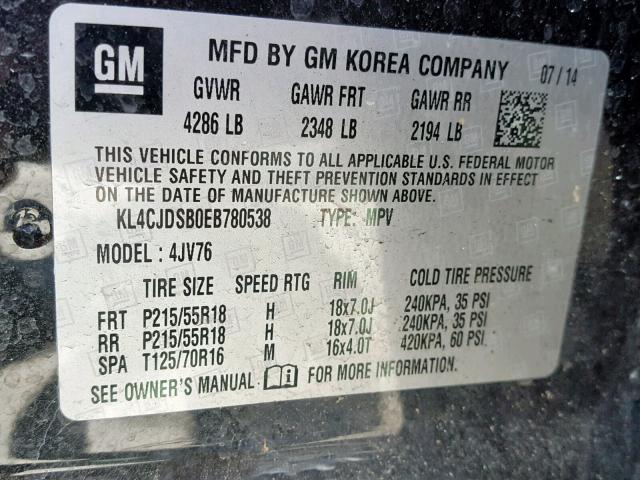 GM
MFD BY GM KOREA COMPANY 07/14
GVWR GAWR FRT GAWR RR
4286 LB 2348 LB 2194 LB
THIS VEHICLE CONFORMS TO ALL APPLICABLE U.S. FEDERAL MOTOR
VEHICLE SAFETY AND THEFT PREVENTION STANDARDS IN EFFECT
ON THE DATE OF MANUFACTURE SHOWN ABOVE.
KL4CJDSB0EB780538 TYPE: MPV
MODEL : 4JV76
TIRE SIZE SPEED RTG RIM COLD TIRE PRESSURE
FRT P215/55R18 H 18x7.0J 240KPA, 35 PSI
RR P215/55R18 H 18x7.0J 240KPA, 35 PSI
SPA T125/70R16 M 16x4.0T 420KPA, 60 PSI
SEE OWNER'S MANUAL i FOR MORE INFORMATION.